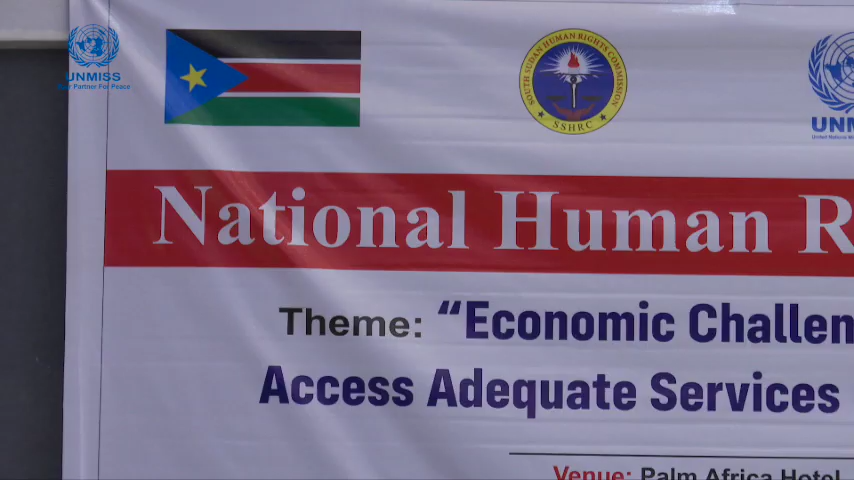 UNMISS
Partner For Peace
SOUTH SUDAN HUMAN RIGHTS COMMISSION
SSHRC
UNM
National Human R
Theme: “Economic Challen
Access Adequate Services
Venue: Palm Africa Hotel